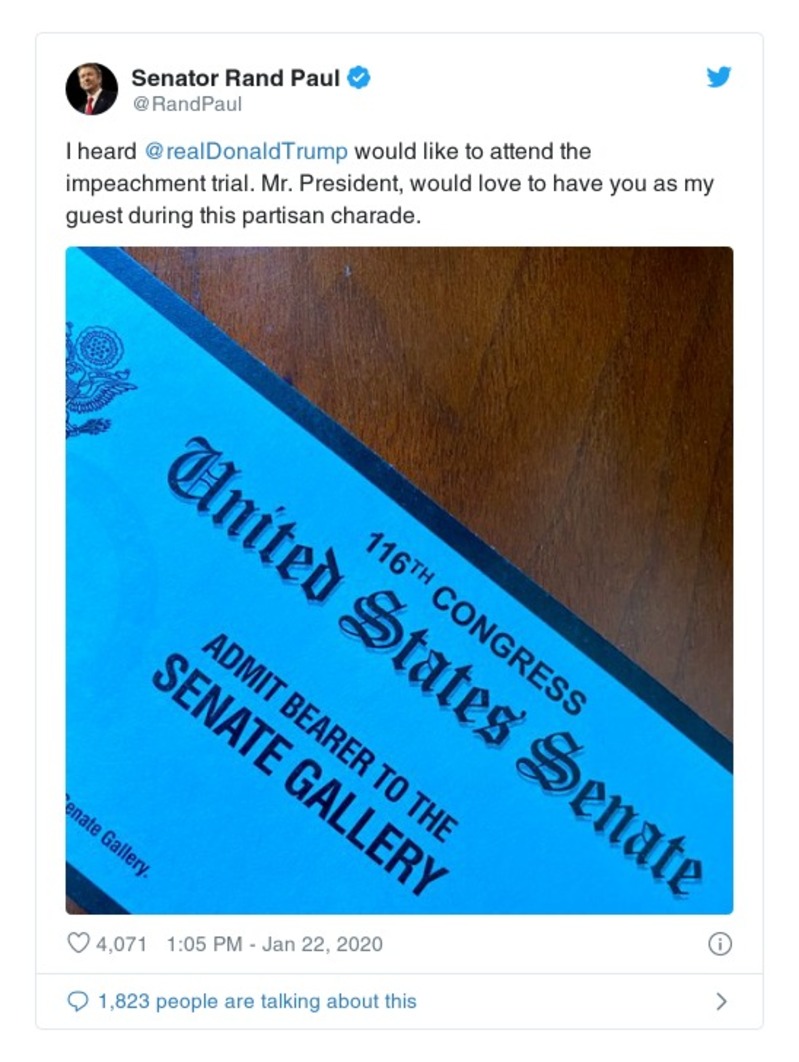 Senator Rand Paul
@RandPaul
I heard @realDonaldTrump would like to attend the
impeachment trial. Mr. President, would love to have you as my
guest during this partisan charade.
116TH CONGRESS
United States Senate
ADMIT BEARER TO THE
SENATE GALLERY
Senate Gallery.
4,071 1:05 PM - Jan 22, 2020
1,823 people are talking about this